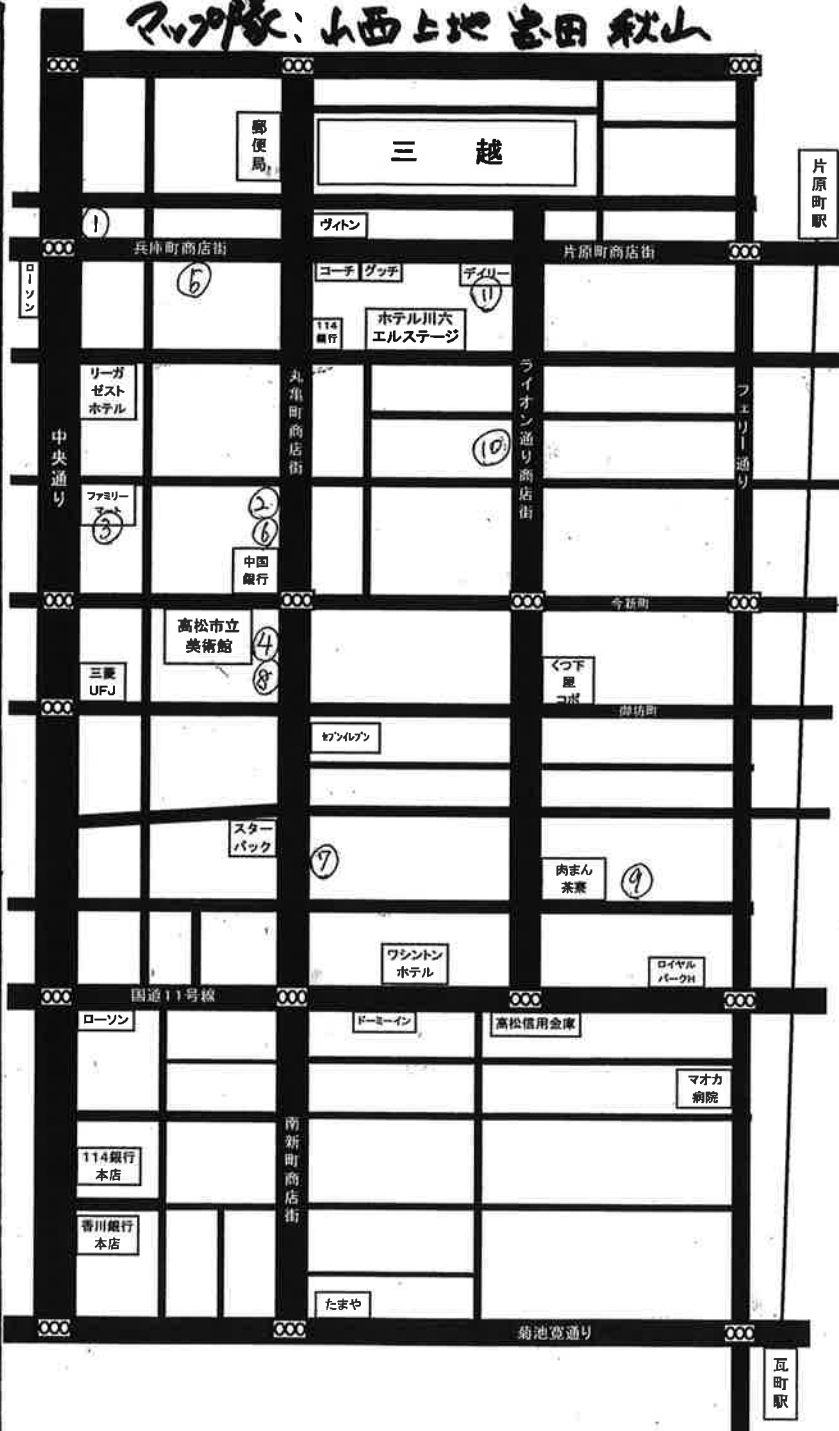 マップ隊：山西 上地 岩田 秋山
郵便局
三越
片原町駅
①
ヴィトン
兵庫町商店街
片原町商店街
ローソン
⑤
コーチ
グッチ
デイリー
⑪
114
銀行
ホテル川六
エルステージ
リーガ
ゼスト
ホテル
丸亀町商店街
ライオン通り商店街
フェリー通り
中央通り
⑩
ファミリー
マート
③
②
⑥
中国
銀行
今新町
高松市立
美術館
④
⑧
三菱
UFJ
くつ下
屋
コポ
御坊町
セブンイレブン
スター
バック
⑦
肉まん
茶寮
⑨
ワシントン
ホテル
ロイヤル
パークH
国道11号線
ローソン
ドーミーイン
高松信用金庫
マオカ
病院
南新町商店街
114銀行
本店
香川銀行
本店
たまや
菊池寛通り
瓦町駅